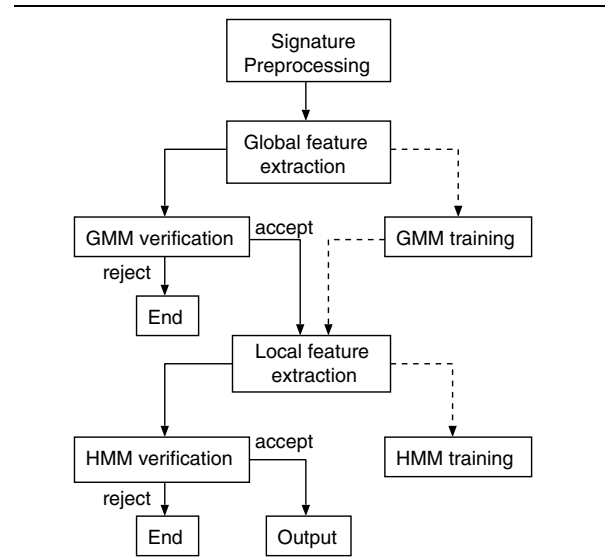 Signature
Preprocessing
Global feature
extraction
GMM verification
accept
GMM training
reject
End
Local feature
extraction
HMM verification
accept
HMM training
reject
End
Output